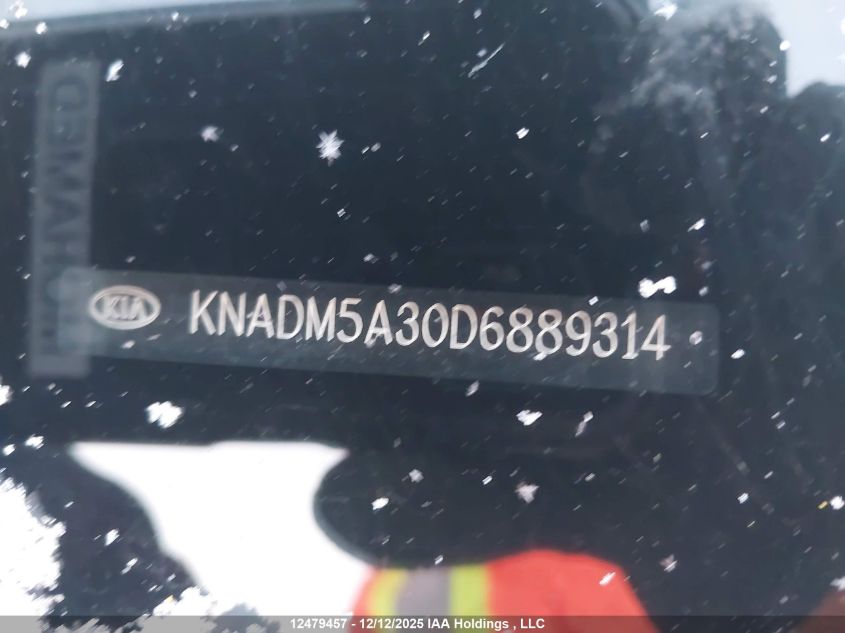 KIA KNADM5A30D6889314
12479457 - 12/12/2025 IAA Holdings , LLC